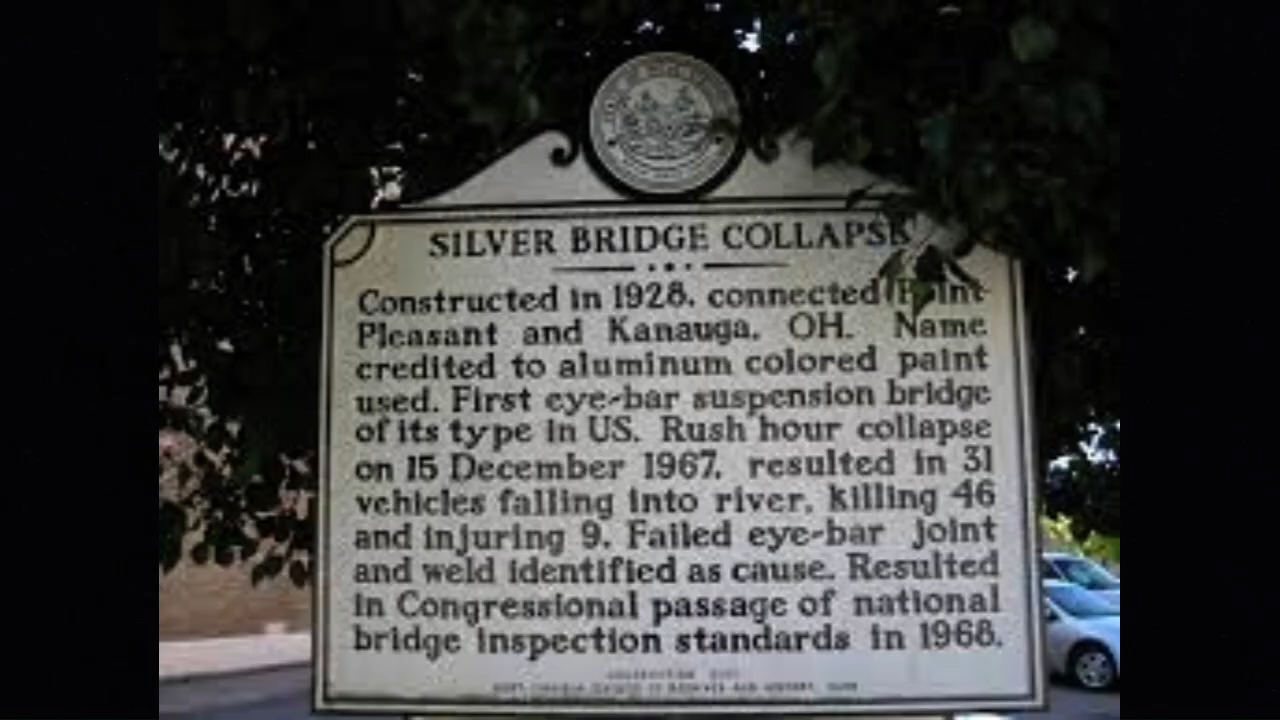 SILVER BRIDGE COLLAPSE
Constructed in 1928, connected Point
Pleasant and Kanauga, OH. Name
credited to aluminum colored paint
used. First eye-bar suspension bridge
of its type in US. Rush hour collapse
on 15 December 1967, resulted in 31
vehicles falling into river, killing 46
and injuring 9. Failed eye-bar joint
and weld identified as cause. Resulted
in Congressional passage of national
bridge inspection standards in 1968.